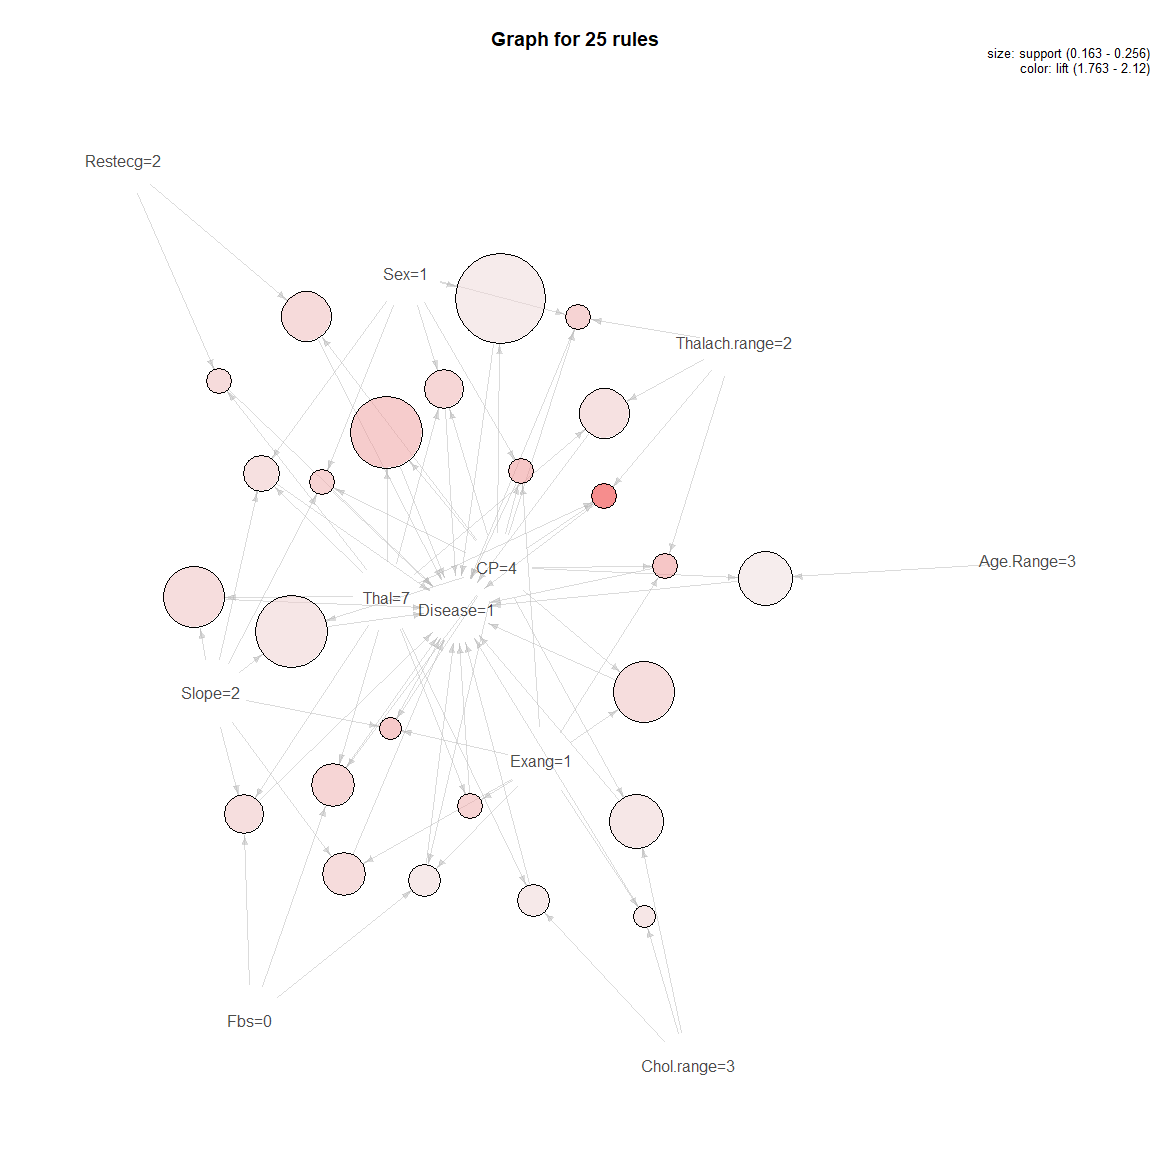 Graph for 25 rules
size: support (0.163 - 0.256)
color: lift (1.763 - 2.12)
Restecg=2
Sex=1
Thalach.range=2
Age.Range=3
CP=4
Thal=7
Disease=1
Slope=2
Exang=1
Fbs=0
Chol.range=3